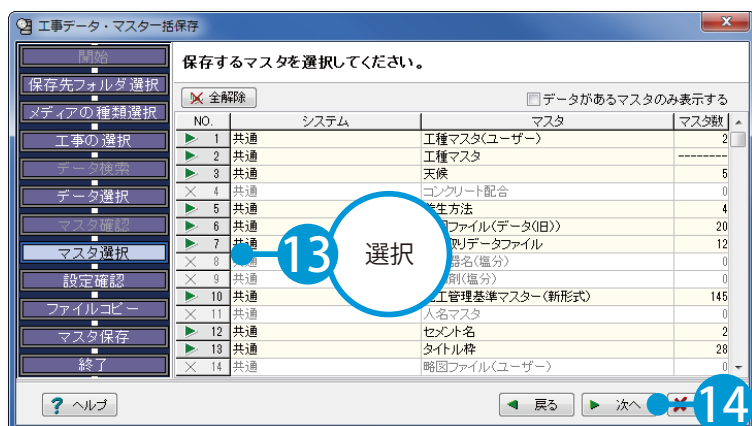 工事データ・マスター括保存
開始
保存先フォルダ選択
メディアの種類選択
工事の選択
データ検索
データ選択
マスタ確認
マスタ選択
設定確認
ファイルコピー
マスタ保存
終了
保存するマスタを選択してください。
全解除
データがあるマスタのみ表示する
NO. システム マスタ マスタ数
1 共通 工種マスタ(ユーザー) 2
2 共通 工種マスタ --------
3 共通 天候 5
4 共通 コンクリート配合 0
5 共通 生方法 4
6 共通 ファイル(データ(旧)) 20
7 共通 データファイル 12
8 共通 器名(塩分) 0
9 共通 剤(塩分) 0
10 共通 工管理基準マスター(新形式) 145
11 共通 人名マスタ 0
12 共通 セメント名 2
13 共通 タイトル枠 28
14 共通 略図ファイル(ユーザー) 0
13 選択
? ヘルプ
戻る
次へ
14